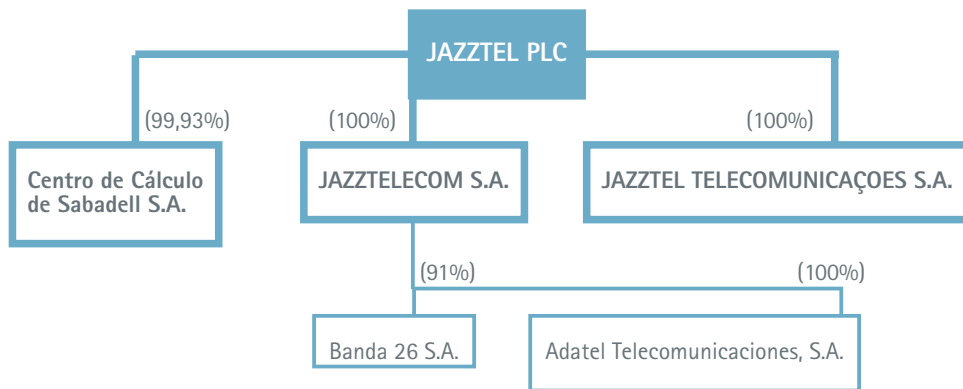 JAZZTEL PLC
(99,93%)
(100%)
(100%)
Centro de Cálculo
de Sabadell S.A.
JAZZTELECOM S.A.
JAZZTEL TELECOMUNICAÇOES S.A.
(91%)
(100%)
Banda 26 S.A.
Adatel Telecomunicaciones, S.A.